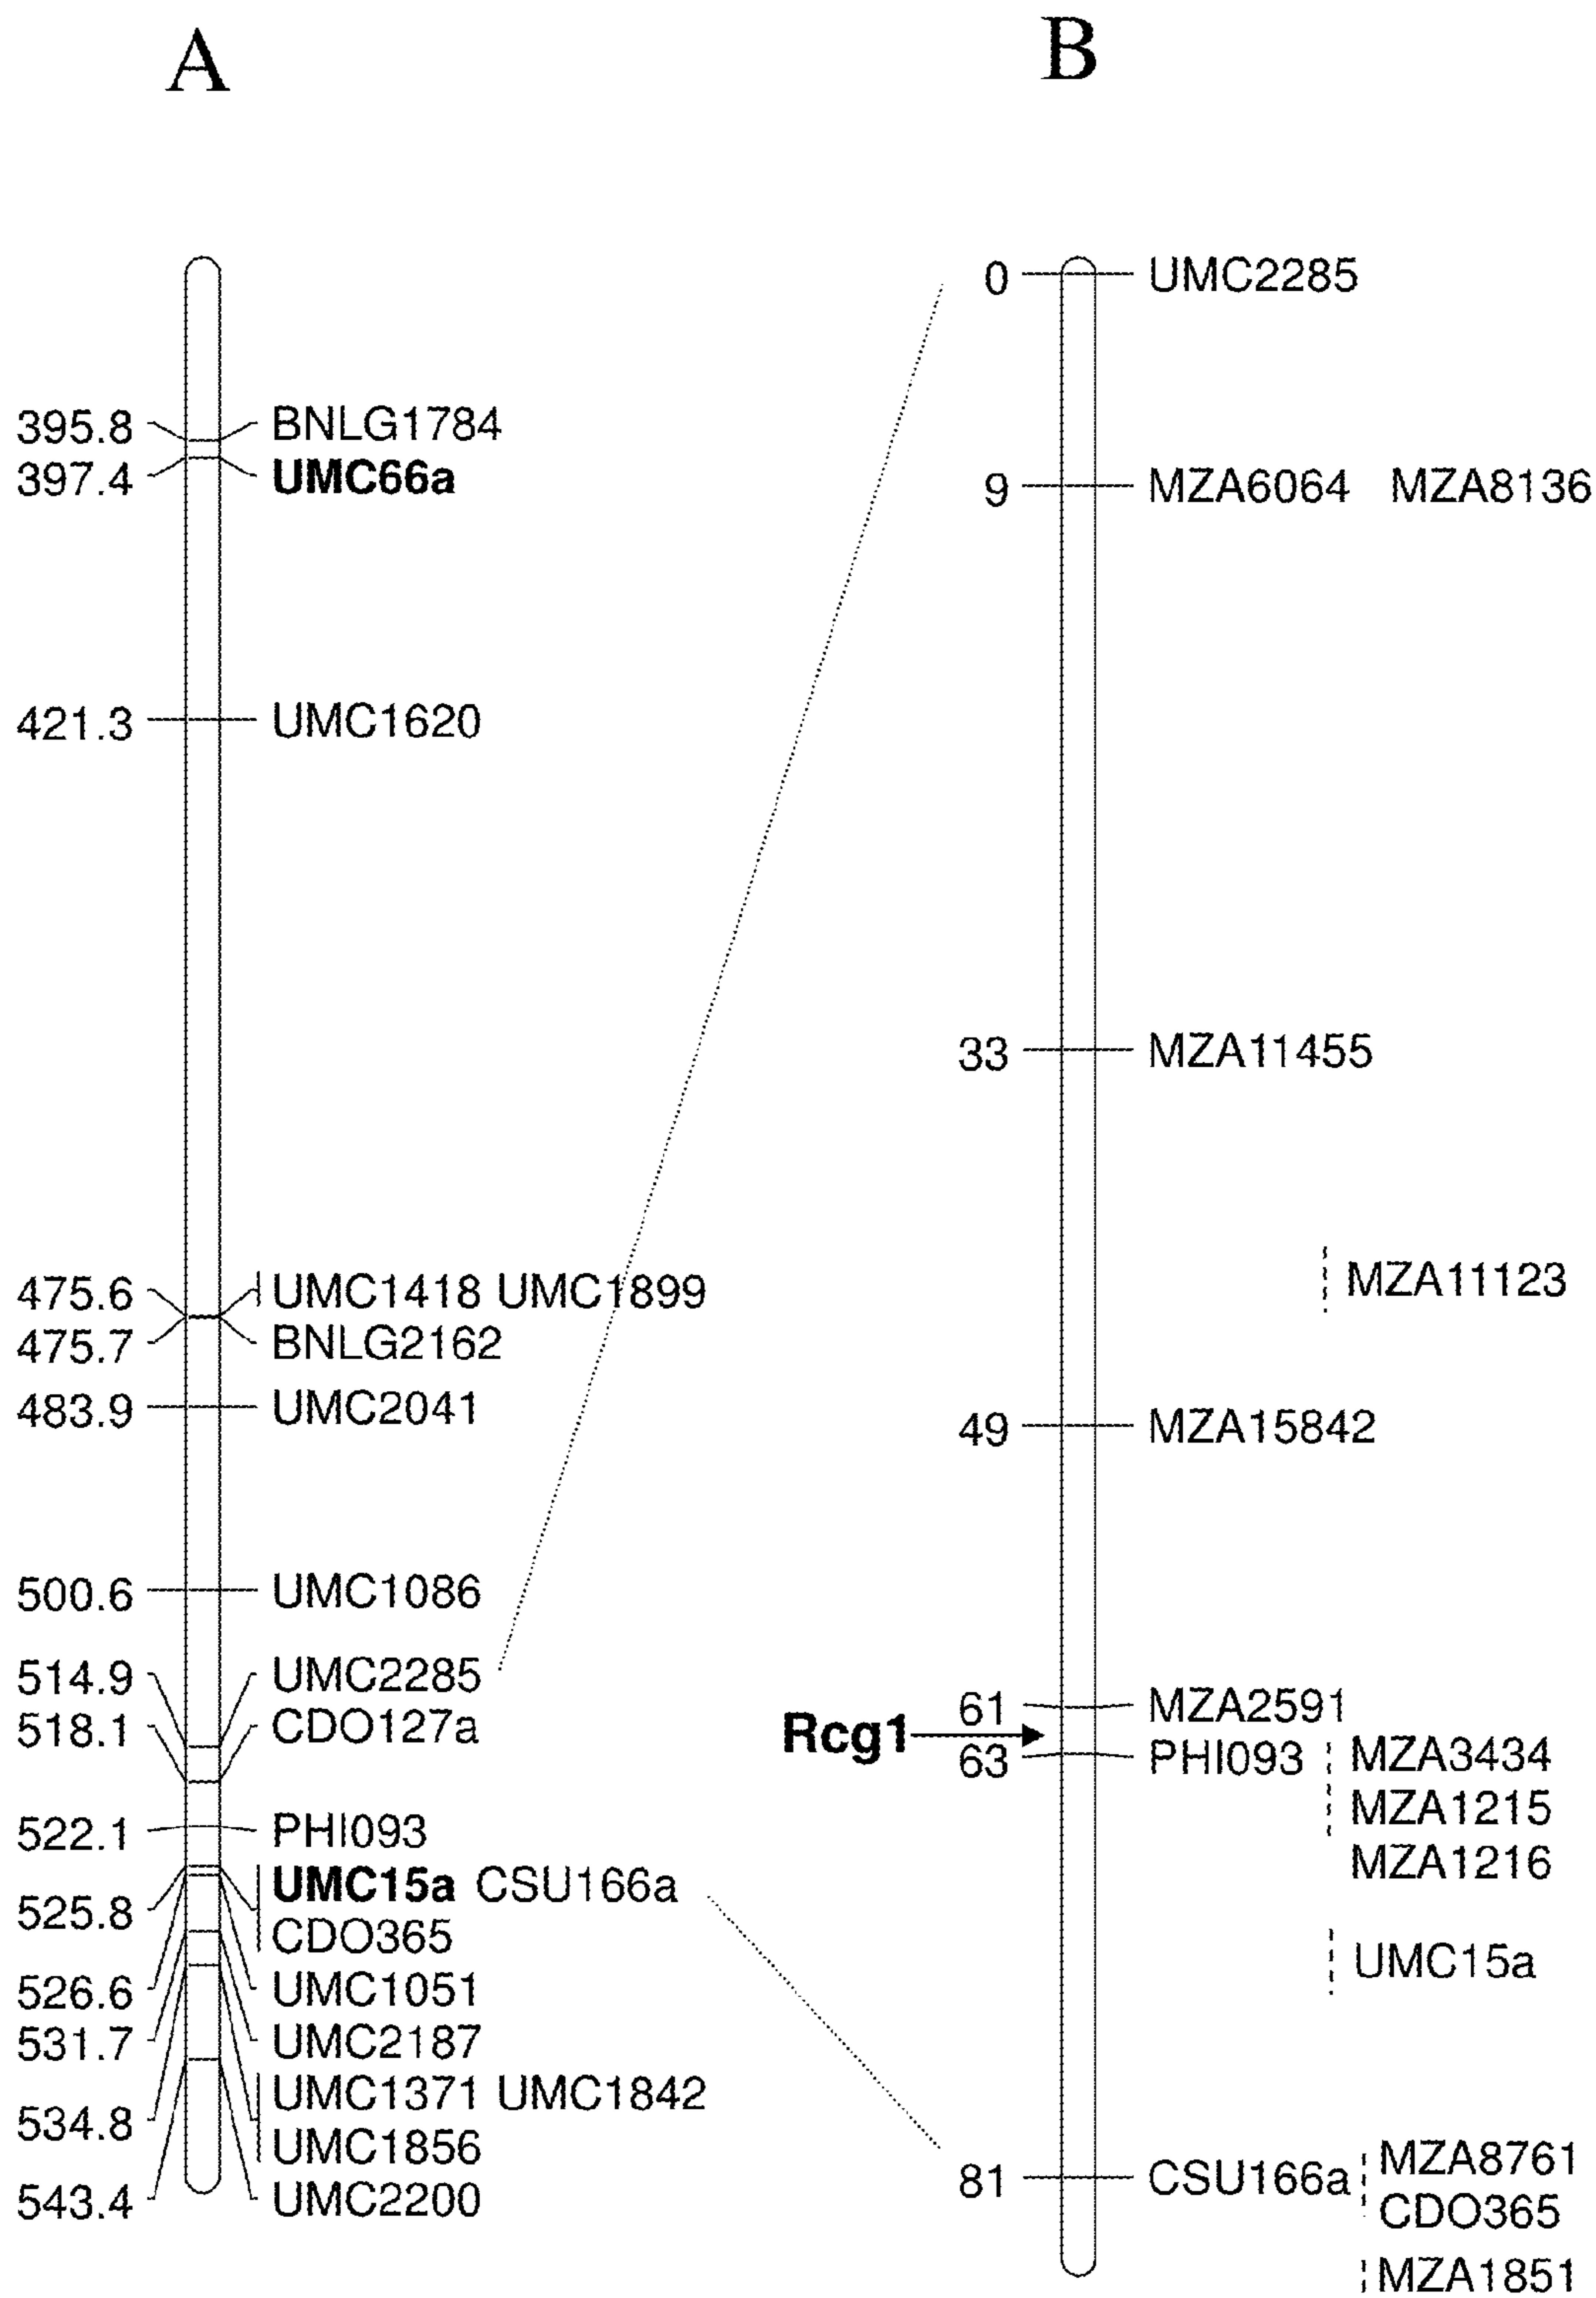 A
B
395.8 BNLG1784
397.4 UMC66a
421.3 UMC1620
475.6 UMC1418 UMC1899
475.7 BNLG2162
483.9 UMC2041
500.6 UMC1086
514.9 UMC2285
518.1 CDO127a
522.1 PHI093
525.8 UMC15a CSU166a
CDO365
526.6 UMC1051
531.7 UMC2187
534.8 UMC1371 UMC1842
UMC1856
543.4 UMC2200
0 UMC2285
9 MZA6064 MZA8136
33 MZA11455
MZA11123
49 MZA15842
61 MZA2591
Rcg1
63 PHI093 MZA3434
MZA1215
MZA1216
UMC15a
81 CSU166a MZA8761
CDO365
MZA1851